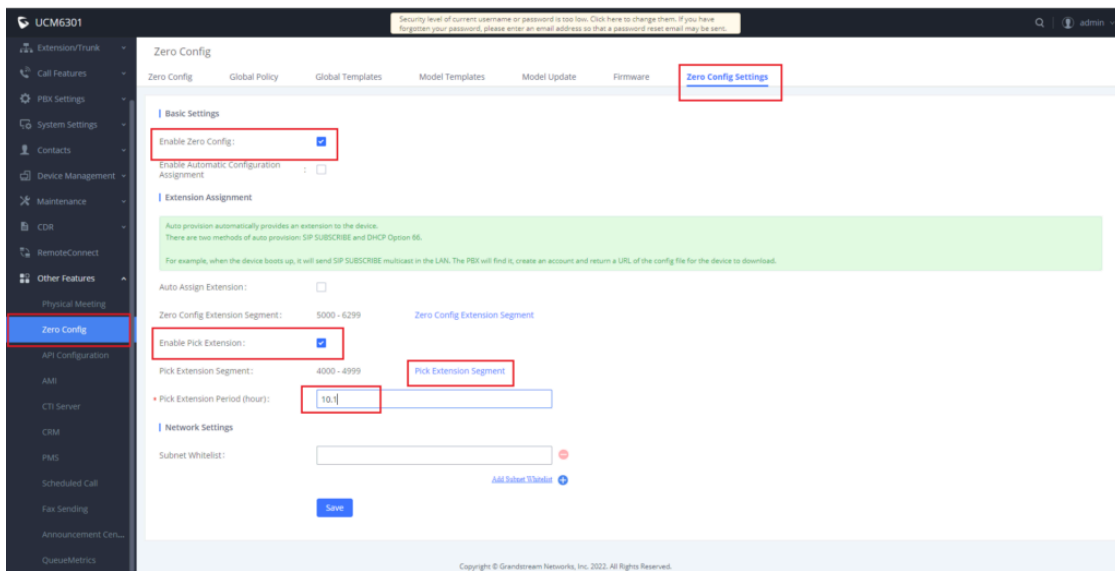 UCM6301
Security level of current username or password is too low. Click here to change them. If you have
forgotten your password, please enter an email address so that a password reset email may be sent.
admin
Extension/Trunk
Call Features
PBX Settings
System Settings
Contacts
Device Management
Maintenance
CDR
RemoteConnect
Other Features
Physical Meeting
Zero Config
API Configuration
AMI
CTI Server
CRM
PMS
Scheduled Call
Fax Sending
Announcement Cen...
QueueMetrics
Zero Config
Zero Config Global Policy Global Templates Model Templates Model Update Firmware Zero Config Settings
Basic Settings
Enable Zero Config:
Enable Automatic Configuration
Assignment :
Extension Assignment
Auto provision automatically provides an extension to the device.
There are two methods of auto provision: SIP SUBSCRIBE and DHCP Option 66.
For example, when the device boots up, it will send SIP SUBSCRIBE multicast in the LAN. The PBX will find it, create an account and return a URL of the config file for the device to download.
Auto Assign Extension:
Zero Config Extension Segment: 5000 - 6299 Zero Config Extension Segment
Enable Pick Extension:
Pick Extension Segment: 4000 - 4999 Pick Extension Segment
* Pick Extension Period (hour): 10.1
Network Settings
Subnet Whitelist:
Add Subnet Whitelist
Save
Copyright © Grandstream Networks, Inc. 2022. All Rights Reserved.